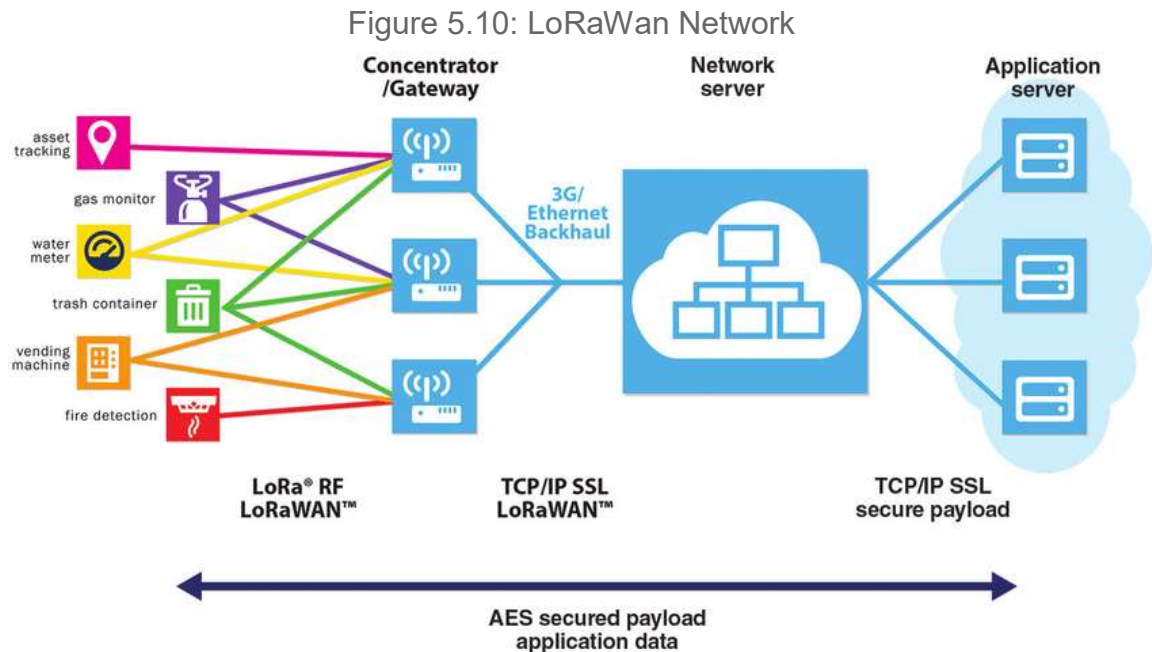 Figure 5.10: LoRaWan Network
Concentrator
/Gateway
Network
server
Application
server
asset
tracking
gas monitor
water
meter
trash container
vending
machine
fire detection
3G/
Ethernet
Backhaul
LoRa® RF
LoRaWAN™
TCP/IP SSL
LoRaWAN™
TCP/IP SSL
secure payload
AES secured payload
application data